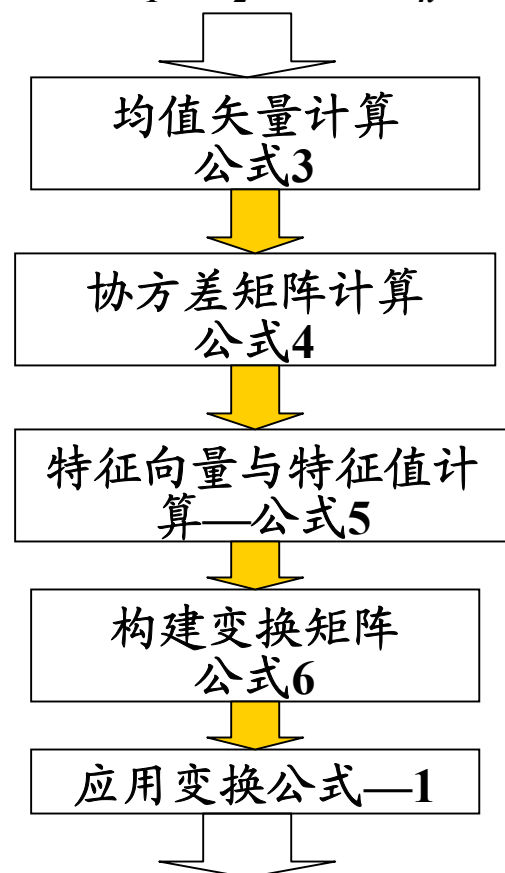 均值矢量计算
公式3
协方差矩阵计算
公式4
特征向量与特征值计
算—公式5
构建变换矩阵
公式6
应用变换公式—1